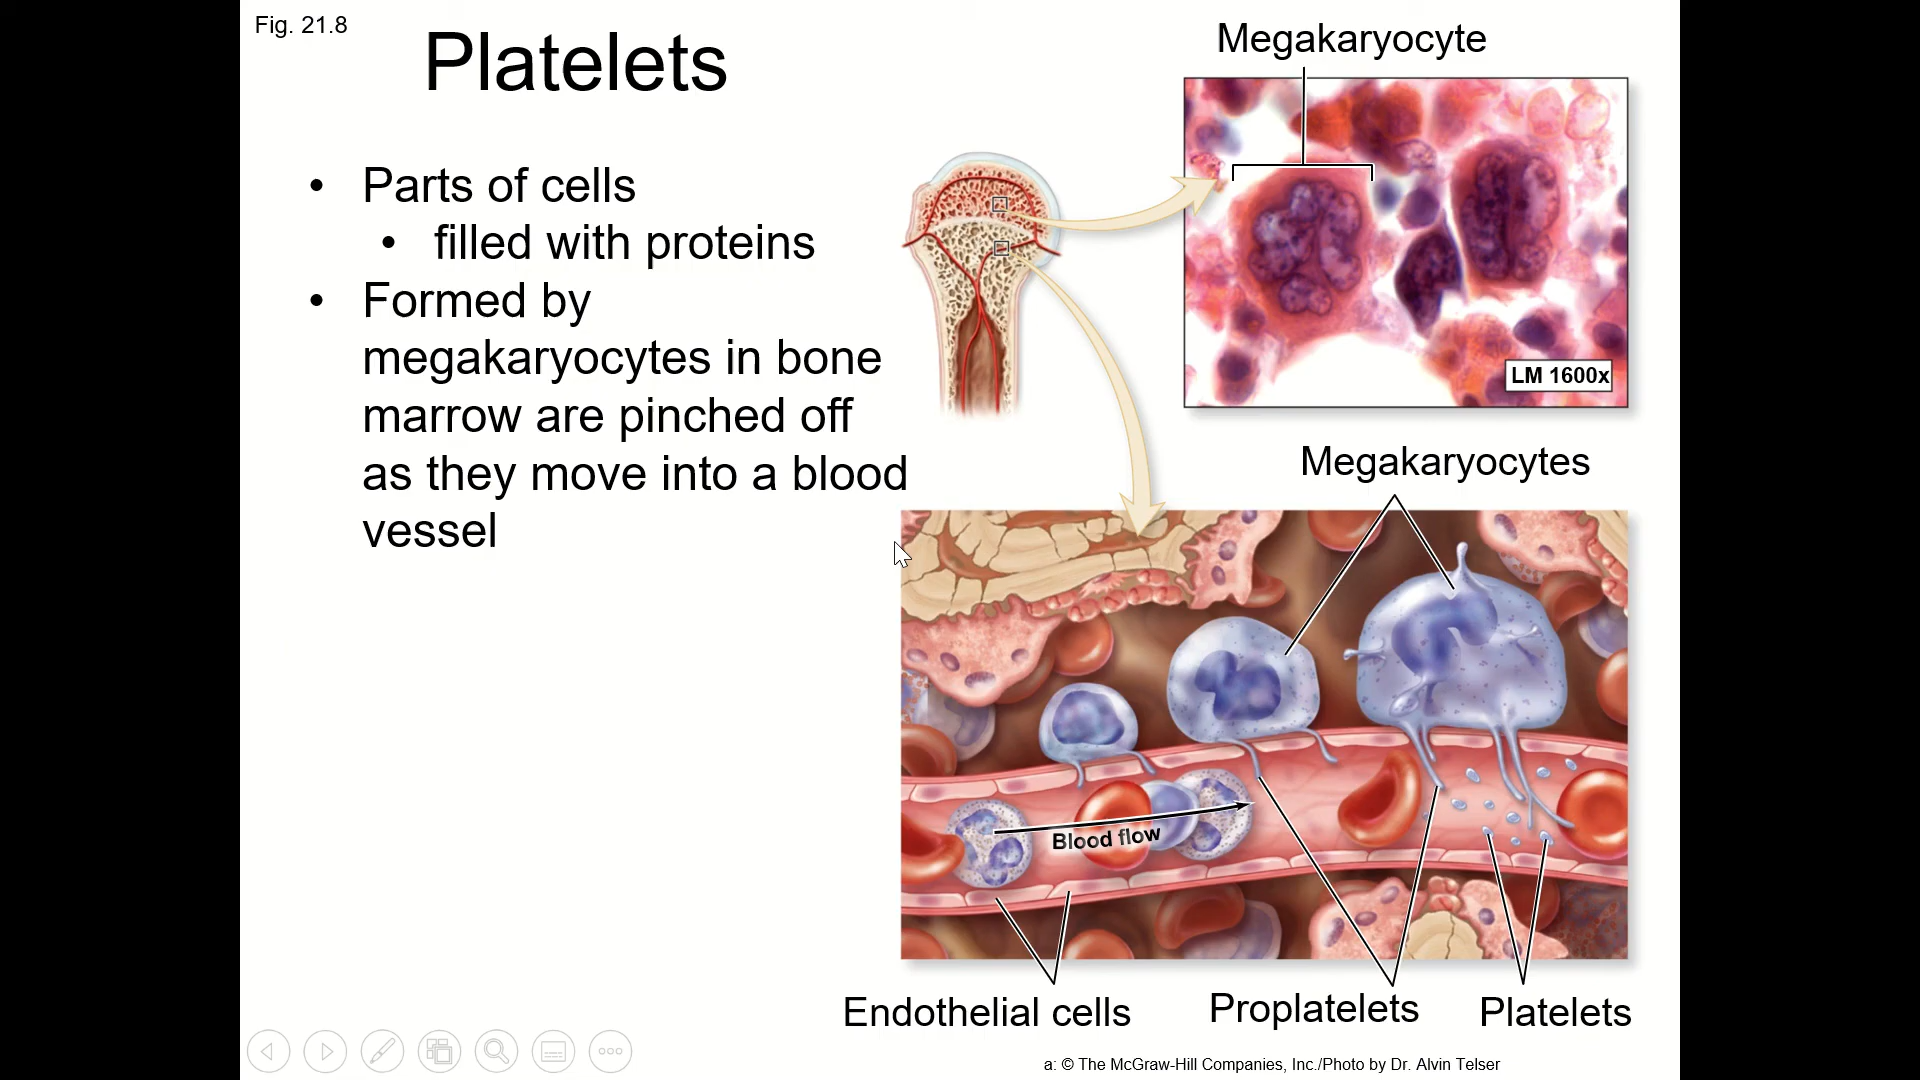 Fig. 21.8
Platelets
• Parts of cells
• filled with proteins
• Formed by
megakaryocytes in bone
marrow are pinched off
as they move into a blood
vessel
Megakaryocyte
LM 1600x
Megakaryocytes
Blood flow
Endothelial cells
Proplatelets
Platelets
a: © The McGraw-Hill Companies, Inc./Photo by Dr. Alvin Telser